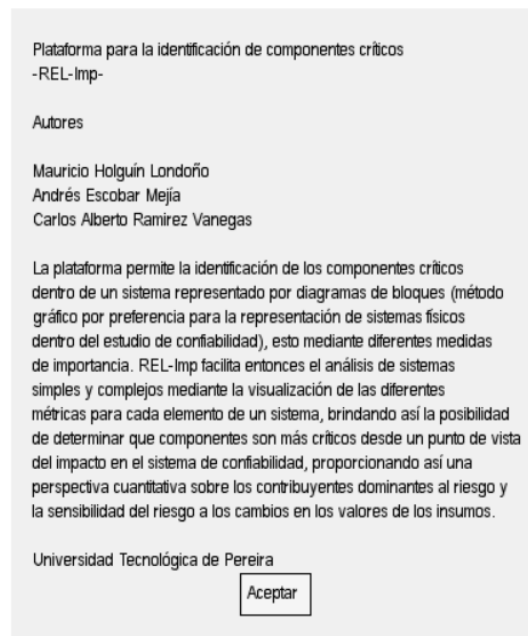 Plataforma para la identificación de componentes críticos
-REL-Imp-
Autores
Mauricio Holguín Londoño
Andrés Escobar Mejía
Carlos Alberto Ramirez Vanegas
La plataforma permite la identificación de los componentes críticos
dentro de un sistema representado por diagramas de bloques (método
gráfico por preferencia para la representación de sistemas físicos
dentro del estudio de confiabilidad), esto mediante diferentes medidas
de importancia. REL-Imp facilita entonces el análisis de sistemas
simples y complejos mediante la visualización de las diferentes
métricas para cada elemento de un sistema, brindando así la posibilidad
de determinar que componentes son más críticos desde un punto de vista
del impacto en el sistema de confiabilidad, proporcionando así una
perspectiva cuantitativa sobre los contribuyentes dominantes al riesgo y
la sensibilidad del riesgo a los cambios en los valores de los insumos.
Universidad Tecnológica de Pereira
Aceptar